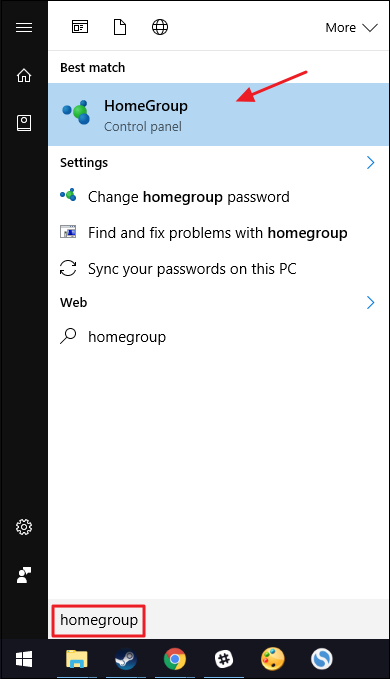 More
Best match
HomeGroup
Control panel
Settings
Change homegroup password
Find and fix problems with homegroup
Sync your passwords on this PC
Web
homegroup
homegroup